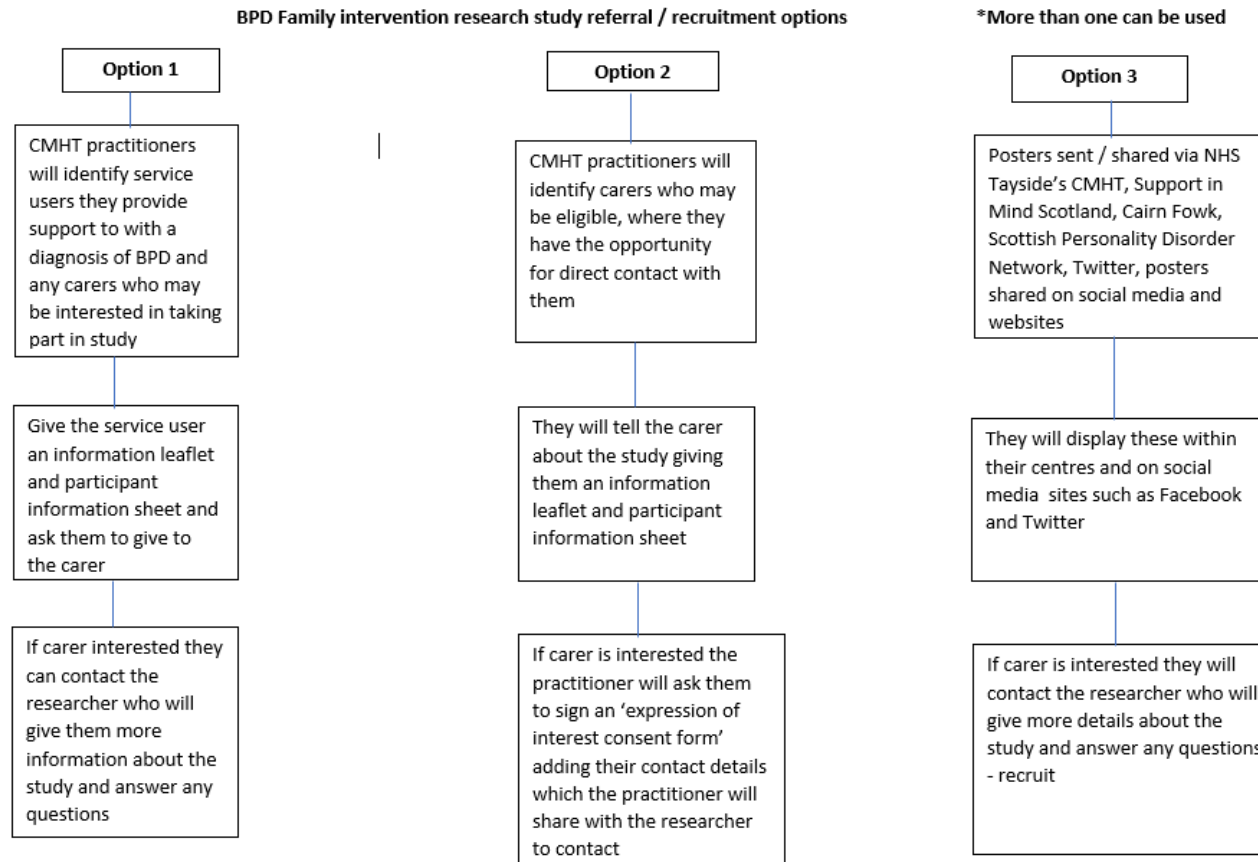 BPD Family intervention research study referral / recruitment options
*More than one can be used
Option 1
CMHT practitioners
will identify service
users they provide
support to with a
diagnosis of BPD and
any carers who may
be interested in taking
part in study
Give the service user
an information leaflet
and participant
information sheet and
ask them to give to
the carer
If carer interested they
can contact the
researcher who will
give them more
information about the
study and answer any
questions
Option 2
CMHT practitioners will
identify carers who may
be eligible, where they
have the opportunity
for direct contact with
them
They will tell the carer
about the study giving
them an information
leaflet and participant
information sheet
If carer is interested the
practitioner will ask them
to sign an ‘expression of
interest consent form’
adding their contact details
which the practitioner will
share with the researcher
to contact
Option 3
Posters sent / shared via NHS
Tayside’s CMHT, Support in
Mind Scotland, Cairn Fowk,
Scottish Personality Disorder
Network, Twitter, posters
shared on social media and
websites
They will display these within
their centres and on social
media sites such as Facebook
and Twitter
If carer is interested they will
contact the researcher who will
give more details about the
study and answer any questions
- recruit